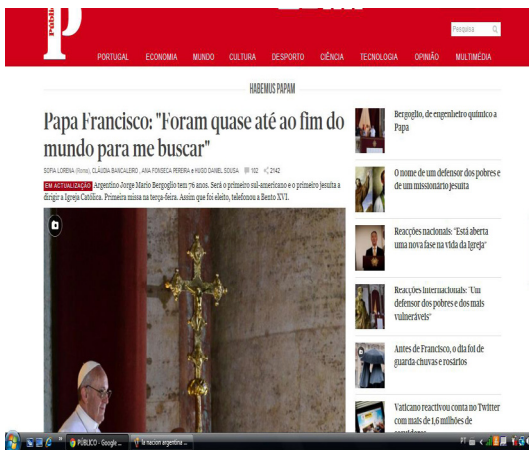 Público
Pesquisa
PORTUGAL ECONOMIA MUNDO CULTURA DESPORTO CIÊNCIA TECNOLOGIA OPINIÃO MULTIMÉDIA
HABEMUS PAPAM
Papa Francisco: "Foram quase até ao fim do
mundo para me buscar"
SOFIA LORENA (Roma), CLÁUDIA BANCALEIRO , ANA FONSECA PEREIRA e HUGO DANIEL SOUSA 102 2142
EM ACTUALIZAÇÃO Argentino Jorge Mario Bergoglio tem 76 anos. Será o primeiro sul-americano e o primeiro jesuíta a
dirigir a Igreja Católica. Primeira missa na terça-feira. Assim que foi eleito, telefonou a Bento XVI.
Bergoglio, de engenheiro químico a
Papa
O nome de um defensor dos pobres e
de um missionário jesuíta
Reacções nacionais: "Está aberta
uma nova fase na vida da Igreja"
Reacções internacionais: "Um
defensor dos pobres e dos mais
vulneráveis"
Antes de Francisco, o dia foi de
guarda-chuvas e rosários
Vaticano reactivou conta no Twitter
com mais de 1,6 milhões de
PÚBLICO - Google ... la nacion argentina ...
PT